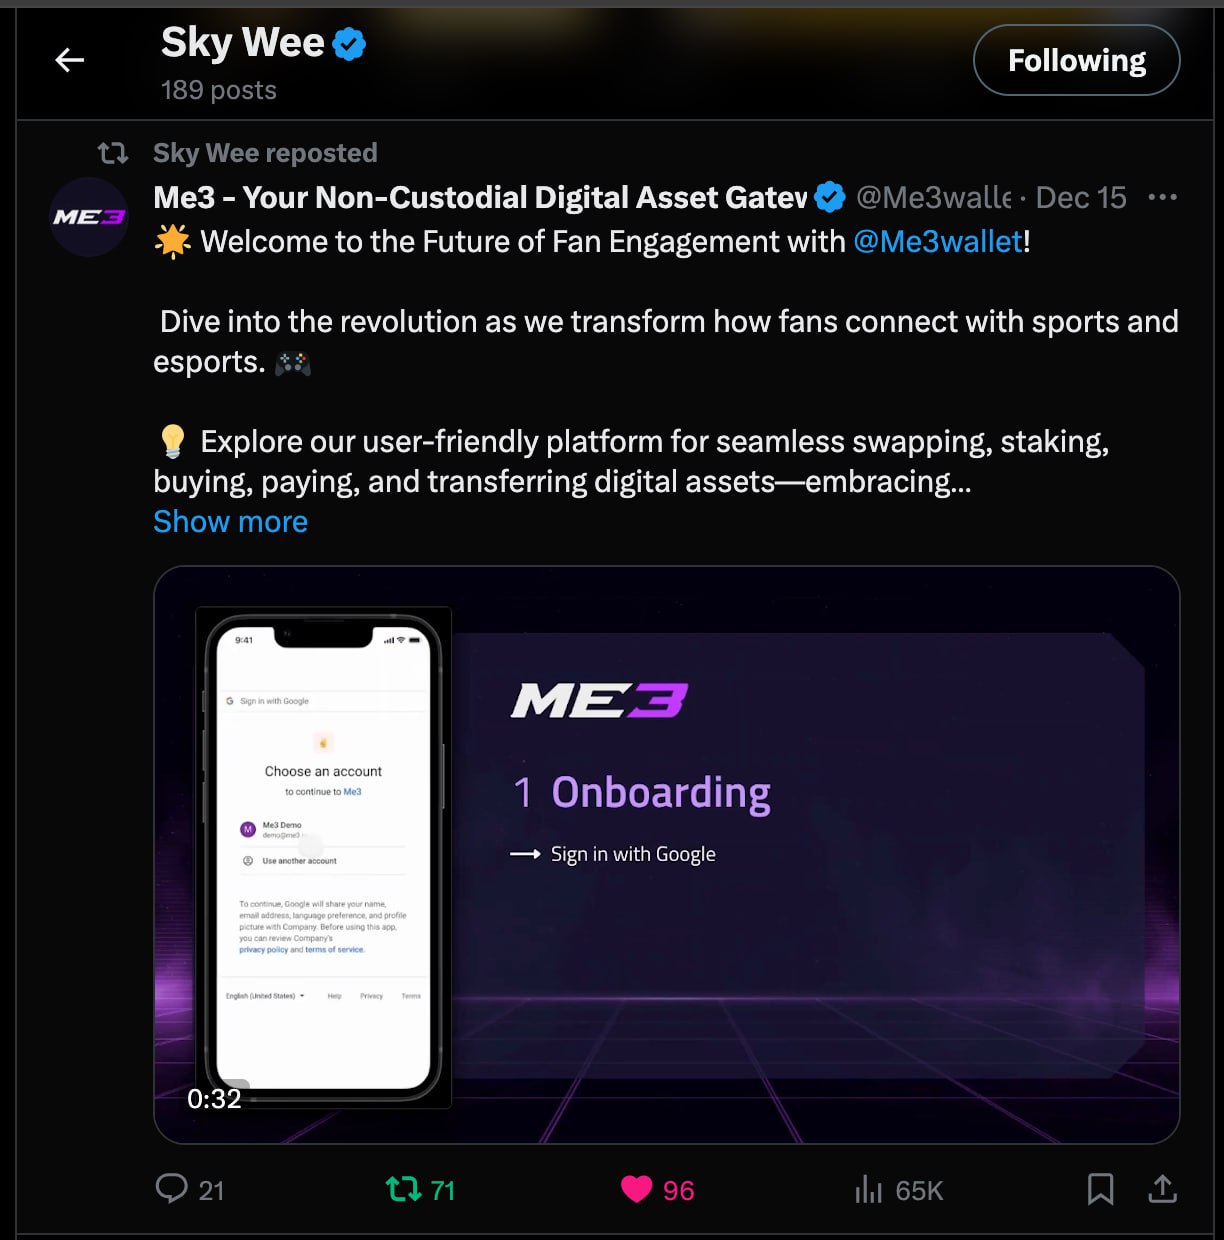 Sky Wee
189 posts
Following
Sky Wee reposted
Me3 - Your Non-Custodial Digital Asset Gatew @Me3walle · Dec 15
🌟 Welcome to the Future of Fan Engagement with @Me3wallet!
Dive into the revolution as we transform how fans connect with sports and
esports. 🎮
💡 Explore our user-friendly platform for seamless swapping, staking,
buying, paying, and transferring digital assets—embracing...
Show more
ME3
9:41
G Sign in with Google
Choose an account
to continue to Me3
M Me3 Demo
demo@me3
Use another account
To continue, Google will share your name,
email address, language preference, and profile
picture with Company. Before using this app,
you can review Company's
privacy policy and terms of service.
English (United States) Help Privacy Terms
0:32
ME3
1 Onboarding
→ Sign in with Google
21 71 96 65K